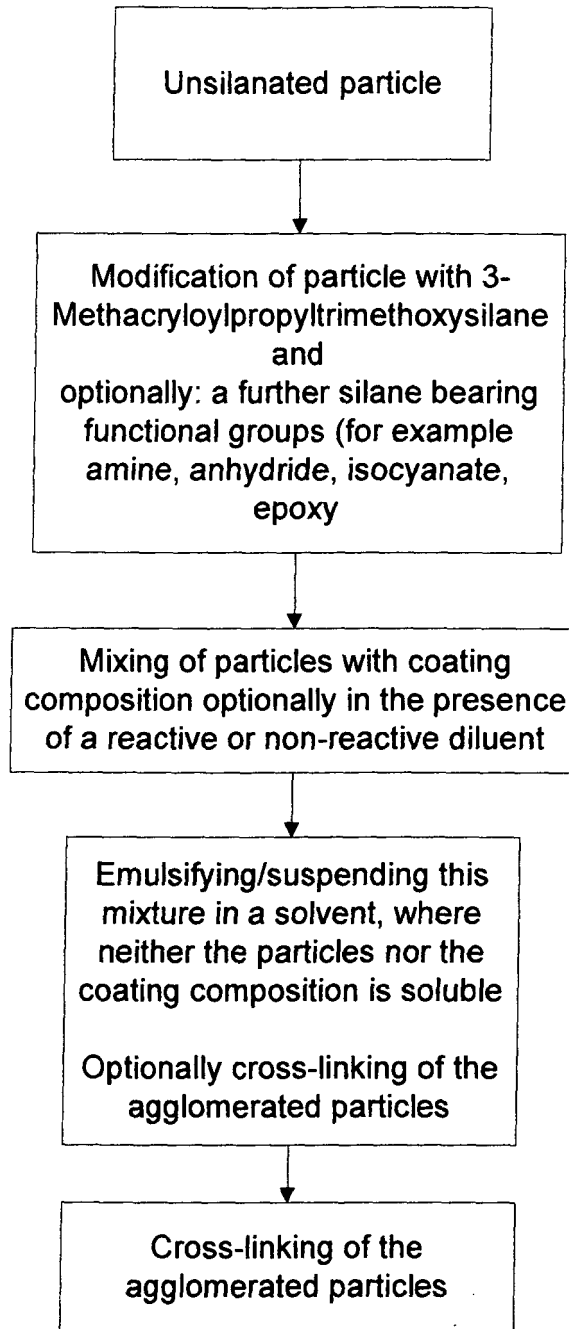 Unsilanated particle
Modification of particle with 3-
Methacryloylpropyltrimethoxysilane
and
optionally: a further silane bearing
functional groups (for example
amine, anhydride, isocyanate,
epoxy
Mixing of particles with coating
composition optionally in the presence
of a reactive or non-reactive diluent
Emulsifying/suspending this
mixture in a solvent, where
neither the particles nor the
coating composition is soluble
Optionally cross-linking of the
agglomerated particles
Cross-linking of the
agglomerated particles